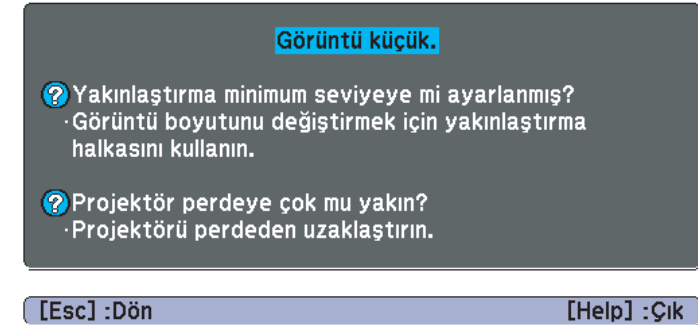 Görüntü küçük.
? Yakınlaştırma minimum seviyeye mi ayarlanmış?
·Görüntü boyutunu değiştirmek için yakınlaştırma
halkasını kullanın.
? Projektör perdeye çok mu yakın?
·Projektörü perdeden uzaklaştırın.
[Esc] :Dön [Help] :Çık